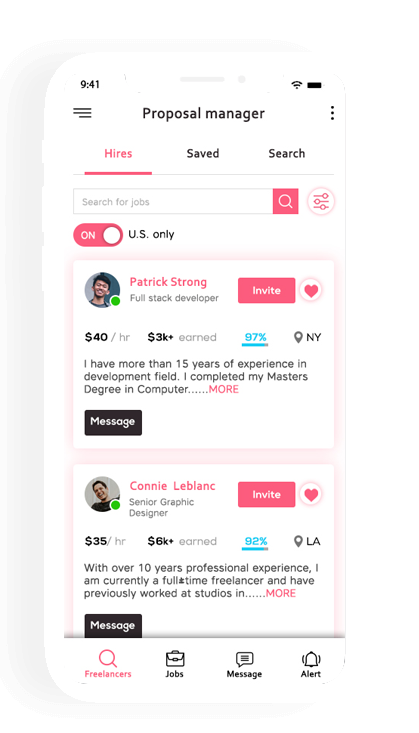 9:41
Proposal manager
Hires Saved Search
Search for jobs
ON U.S. only
Patrick Strong
Full stack developer
Invite
$40 / hr $3k+ earned 97% NY
I have more than 15 years of experience in
development field. I completed my Masters
Degree in Computer......MORE
Message
Connie Leblanc
Senior Graphic
Designer
Invite
$35/ hr $6k+ earned 92% LA
With over 10 years professional experience, I
am currently a full-time freelancer and have
previously worked at studios in......MORE
Message
Freelancers Jobs Message Alert